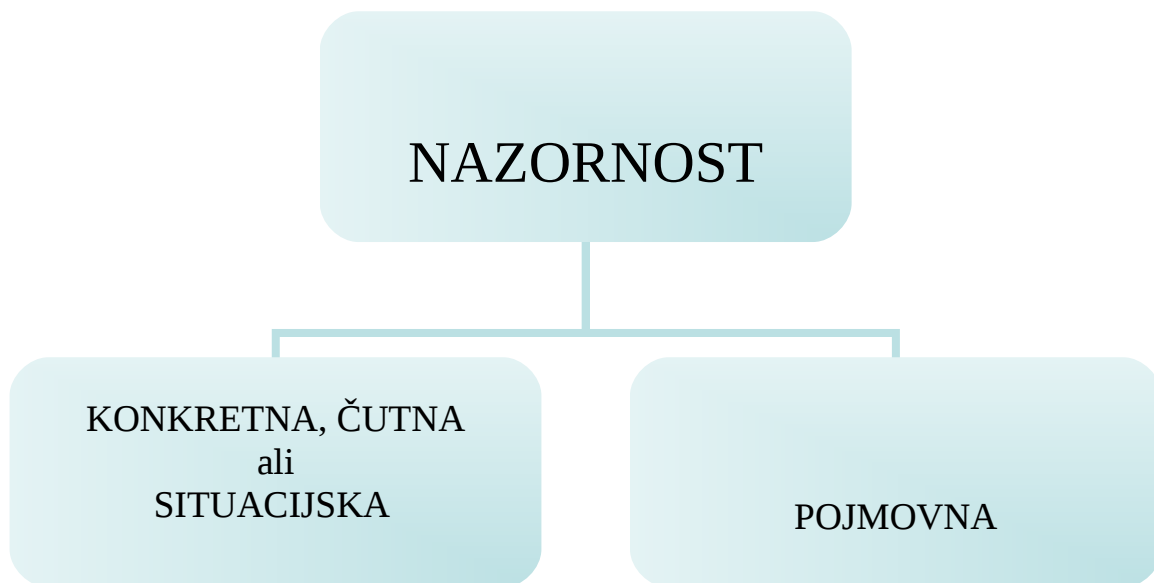 NAZORNOST
KONKRETNA, ČUTNA
ali
SITUACIJSKA
POJMOVNA